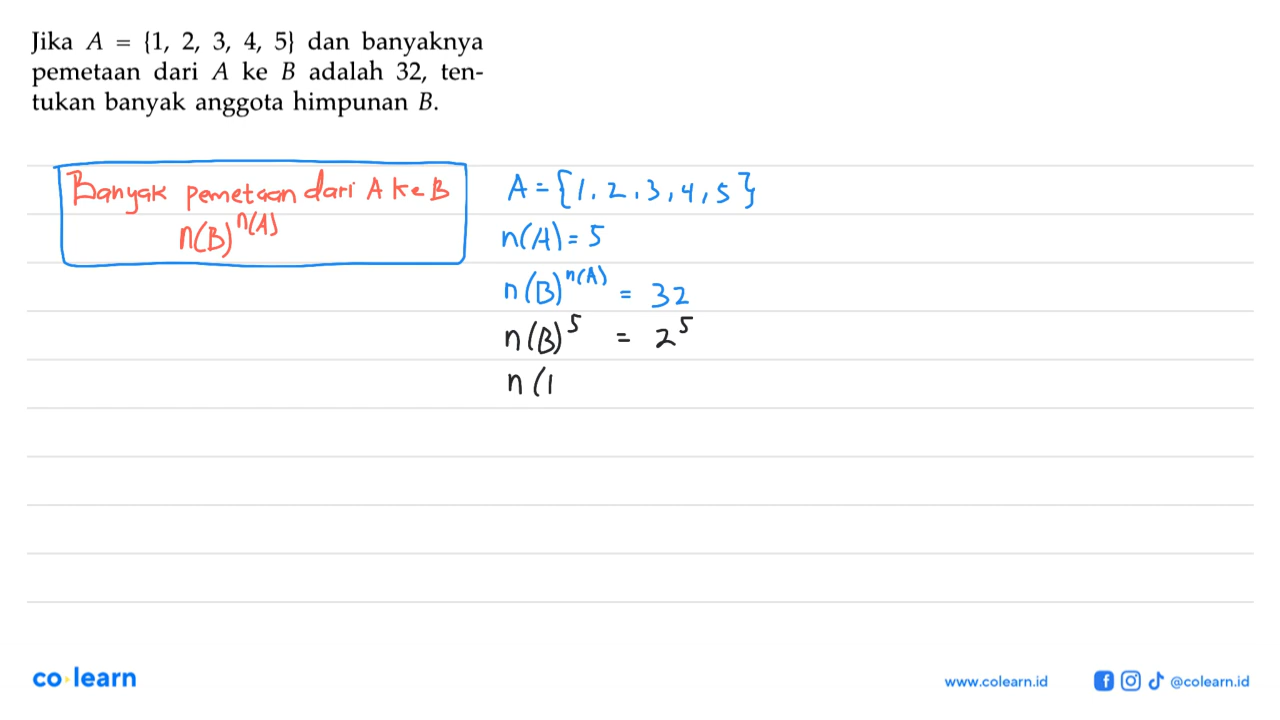 Jika A = {1, 2, 3, 4, 5} dan banyaknya
pemetaan dari A ke B adalah 32, ten-
tukan banyak anggota himpunan B.
Banyak pemetaan dari A ke B
n(B)^n(A)
A = {1, 2, 3, 4, 5}
n(A) = 5
n(B)^n(A) = 32
n(B)^5 = 2^5
n(1
co·learn
www.colearn.id
@colearn.id